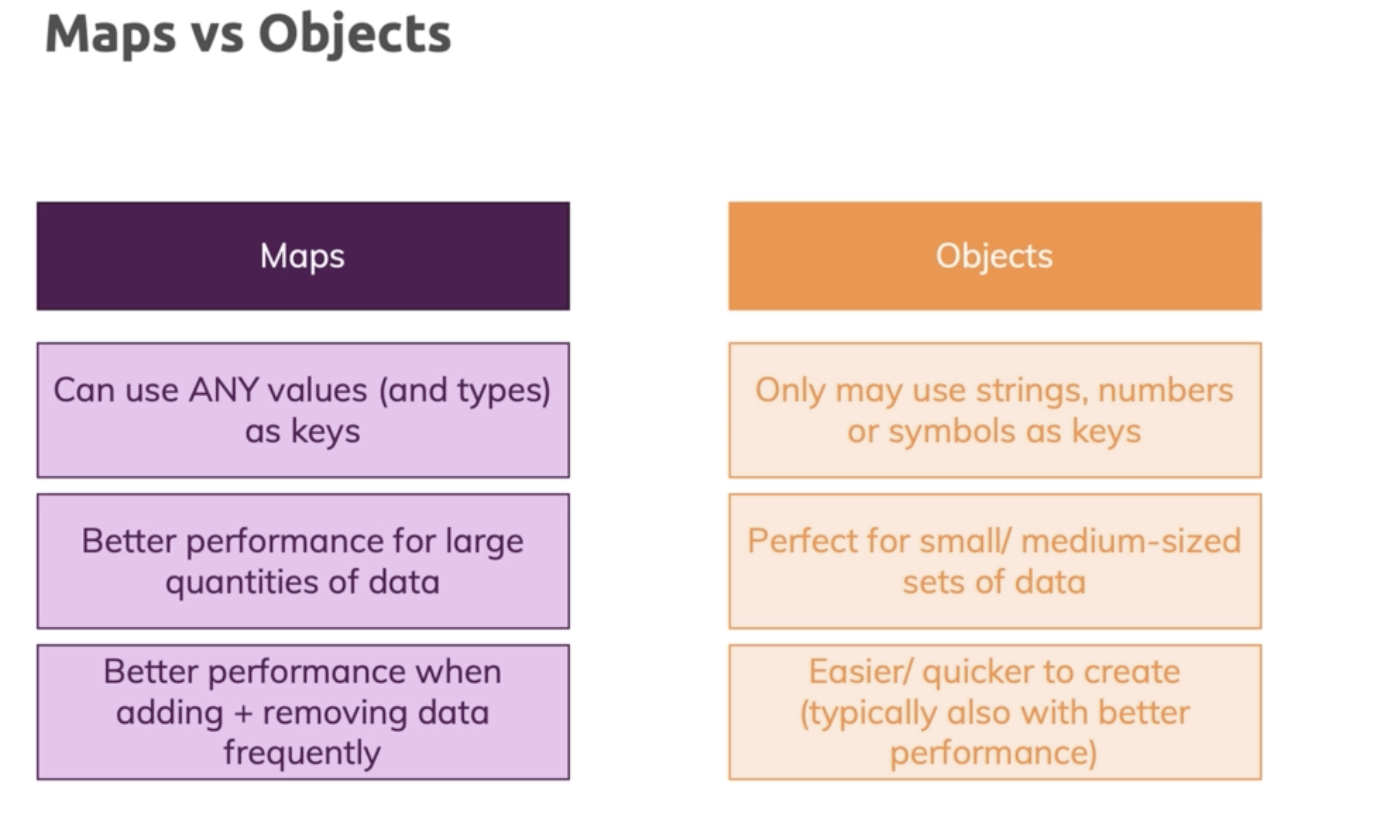 Maps vs Objects
Maps
Objects
Can use ANY values (and types)
as keys
Only may use strings, numbers
or symbols as keys
Better performance for large
quantities of data
Perfect for small/ medium-sized
sets of data
Better performance when
adding + removing data
frequently
Easier/ quicker to create
(typically also with better
performance)